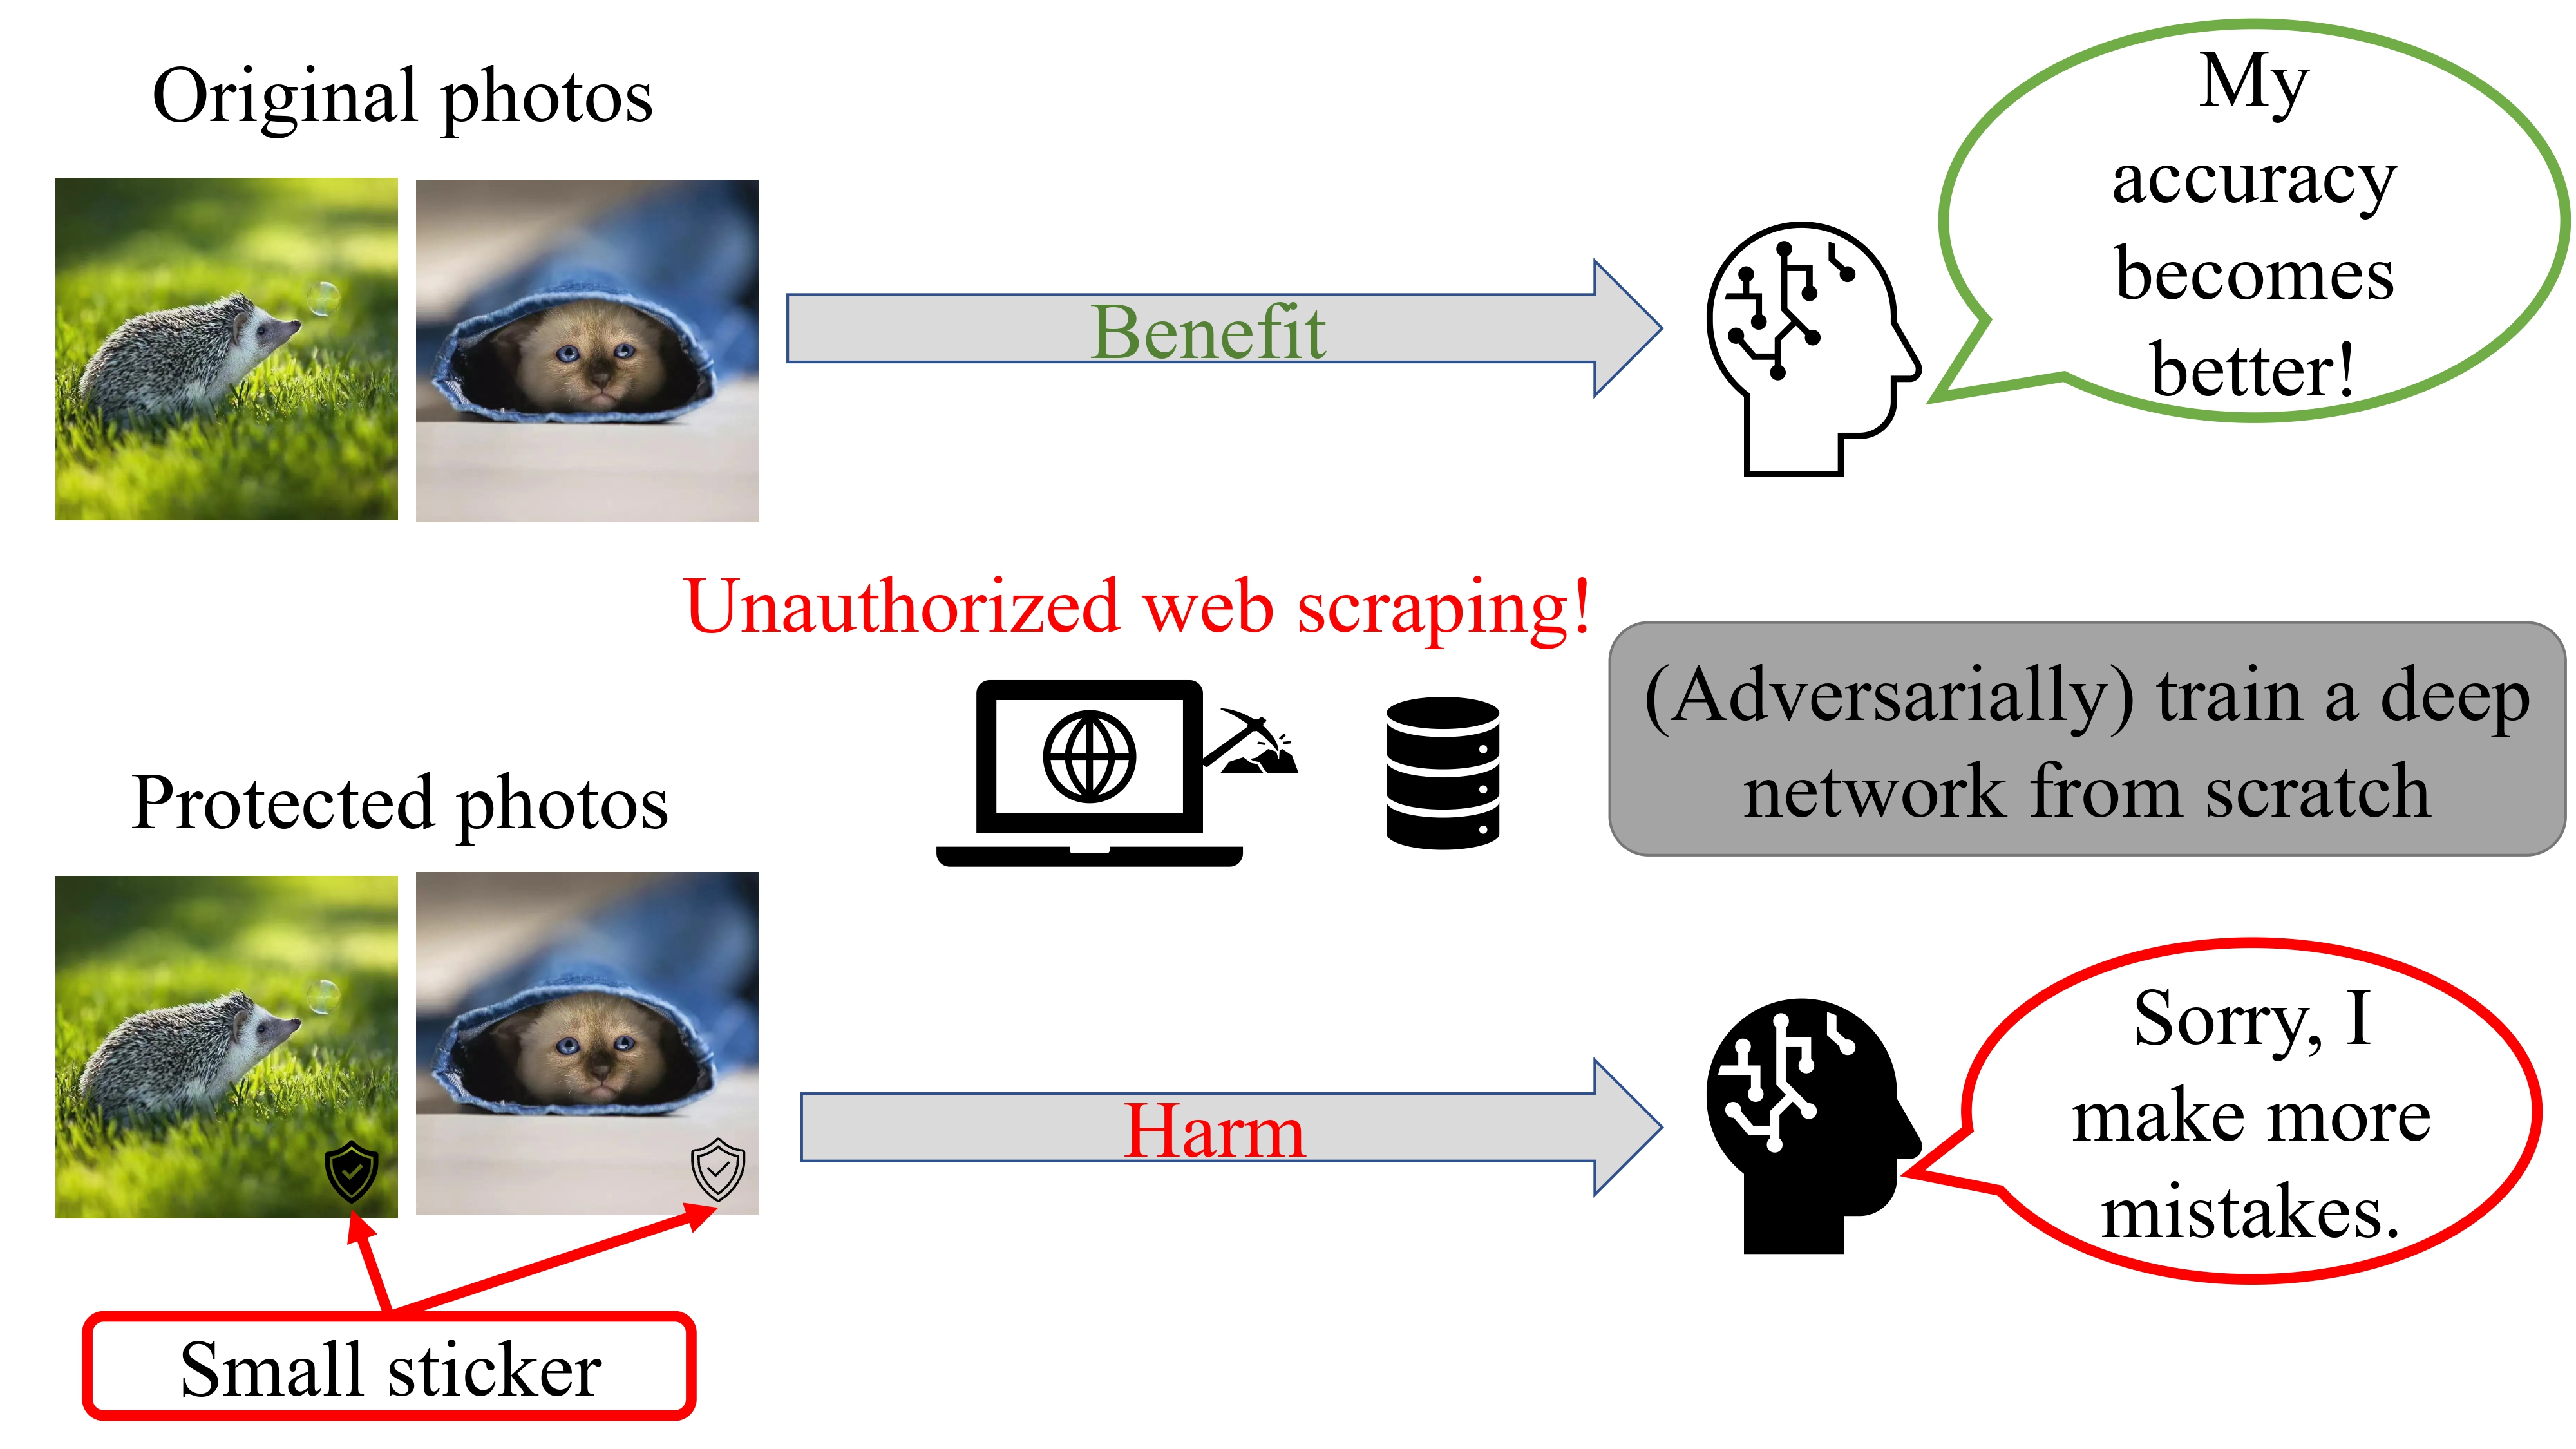 Original photos
Benefit
My
accuracy
becomes
better!
Unauthorized web scraping!
(Adversarially) train a deep
network from scratch
Protected photos
Harm
Sorry, I
make more
mistakes.
Small sticker